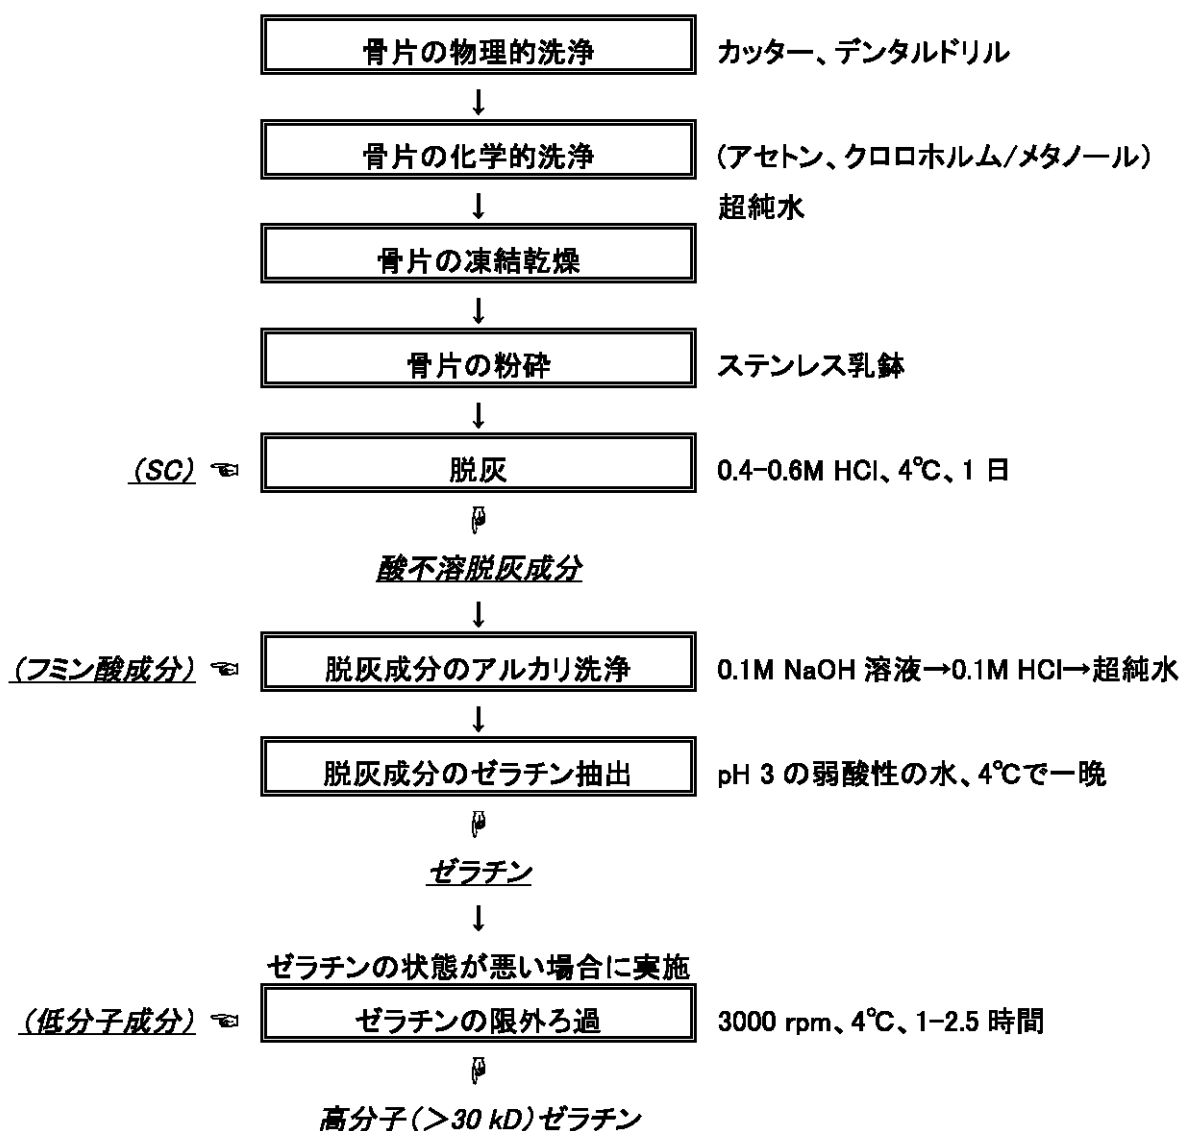 骨片の物理的洗浄 カッター、デンタルドリル
↓
骨片の化学的洗浄 (アセトン、クロロホルム/メタノール)
↓ 超純水
骨片の凍結乾燥
↓
骨片の粉砕 ステンレス乳鉢
↓
(SC) ☜ 脱灰 0.4-0.6M HCl、4℃、1 日
☟
酸不溶脱灰成分
↓
(フミン酸成分) ☜ 脱灰成分のアルカリ洗浄 0.1M NaOH 溶液→0.1M HCl→超純水
↓
脱灰成分のゼラチン抽出 pH 3 の弱酸性の水、4℃で一晩
☟
ゼラチン
↓
ゼラチンの状態が悪い場合に実施
(低分子成分) ☜ ゼラチンの限外ろ過 3000 rpm、4℃、1-2.5 時間
☟
高分子(>30 kD)ゼラチン